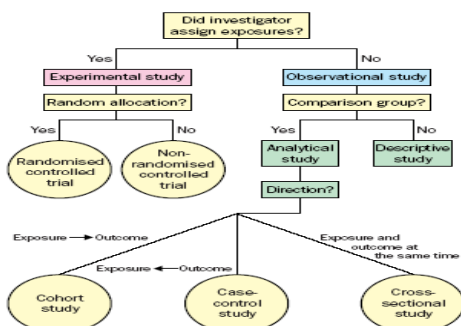 Did investigator
assign exposures?
Yes
No
Experimental study
Observational study
Random allocation?
Comparison group?
Yes
No
Yes
No
Randomised
controlled
trial
Non-
randomised
controlled
trial
Analytical
study
Descriptive
study
Direction?
Exposure → Outcome
Exposure and
outcome at
the same time
Exposure ← Outcome
Cohort
study
Case-
control
study
Cross-
sectional
study